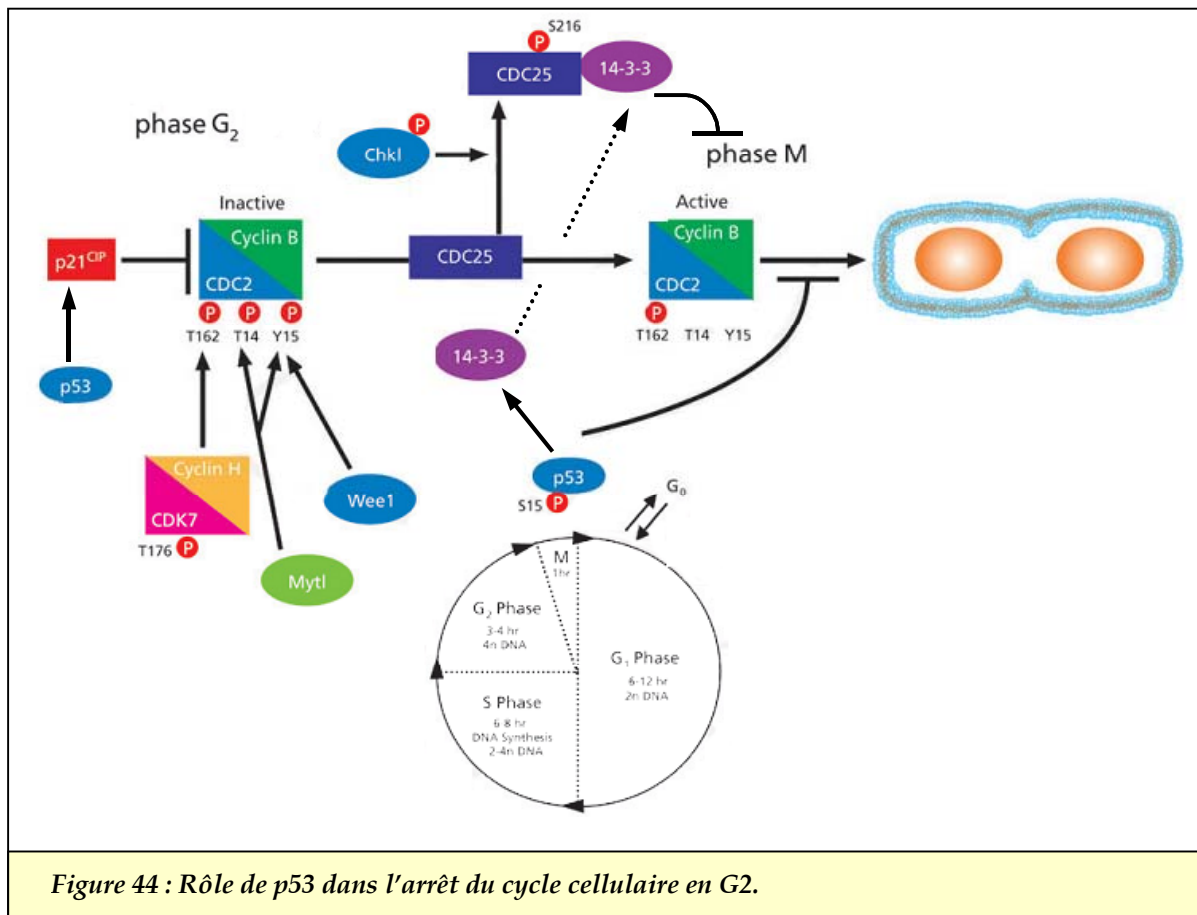 S216
P
CDC25
14-3-3
phase G2
P
Chkl
phase M
Inactive
Active
Cyclin B
CDC2
p21CIP
CDC25
Cyclin B
CDC2
P
P
P
T162
T14
Y15
P
T162
T14
Y15
p53
14-3-3
Cyclin H
CDK7
T176
P
Wee1
Mytl
p53
S15
P
G0
M
1hr
G2 Phase
3-4 hr
4n DNA
G1 Phase
6-12 hr
2n DNA
S Phase
6-8 hr
DNA Synthesis
2-4n DNA
Figure 44 : Rôle de p53 dans l’arrêt du cycle cellulaire en G2.